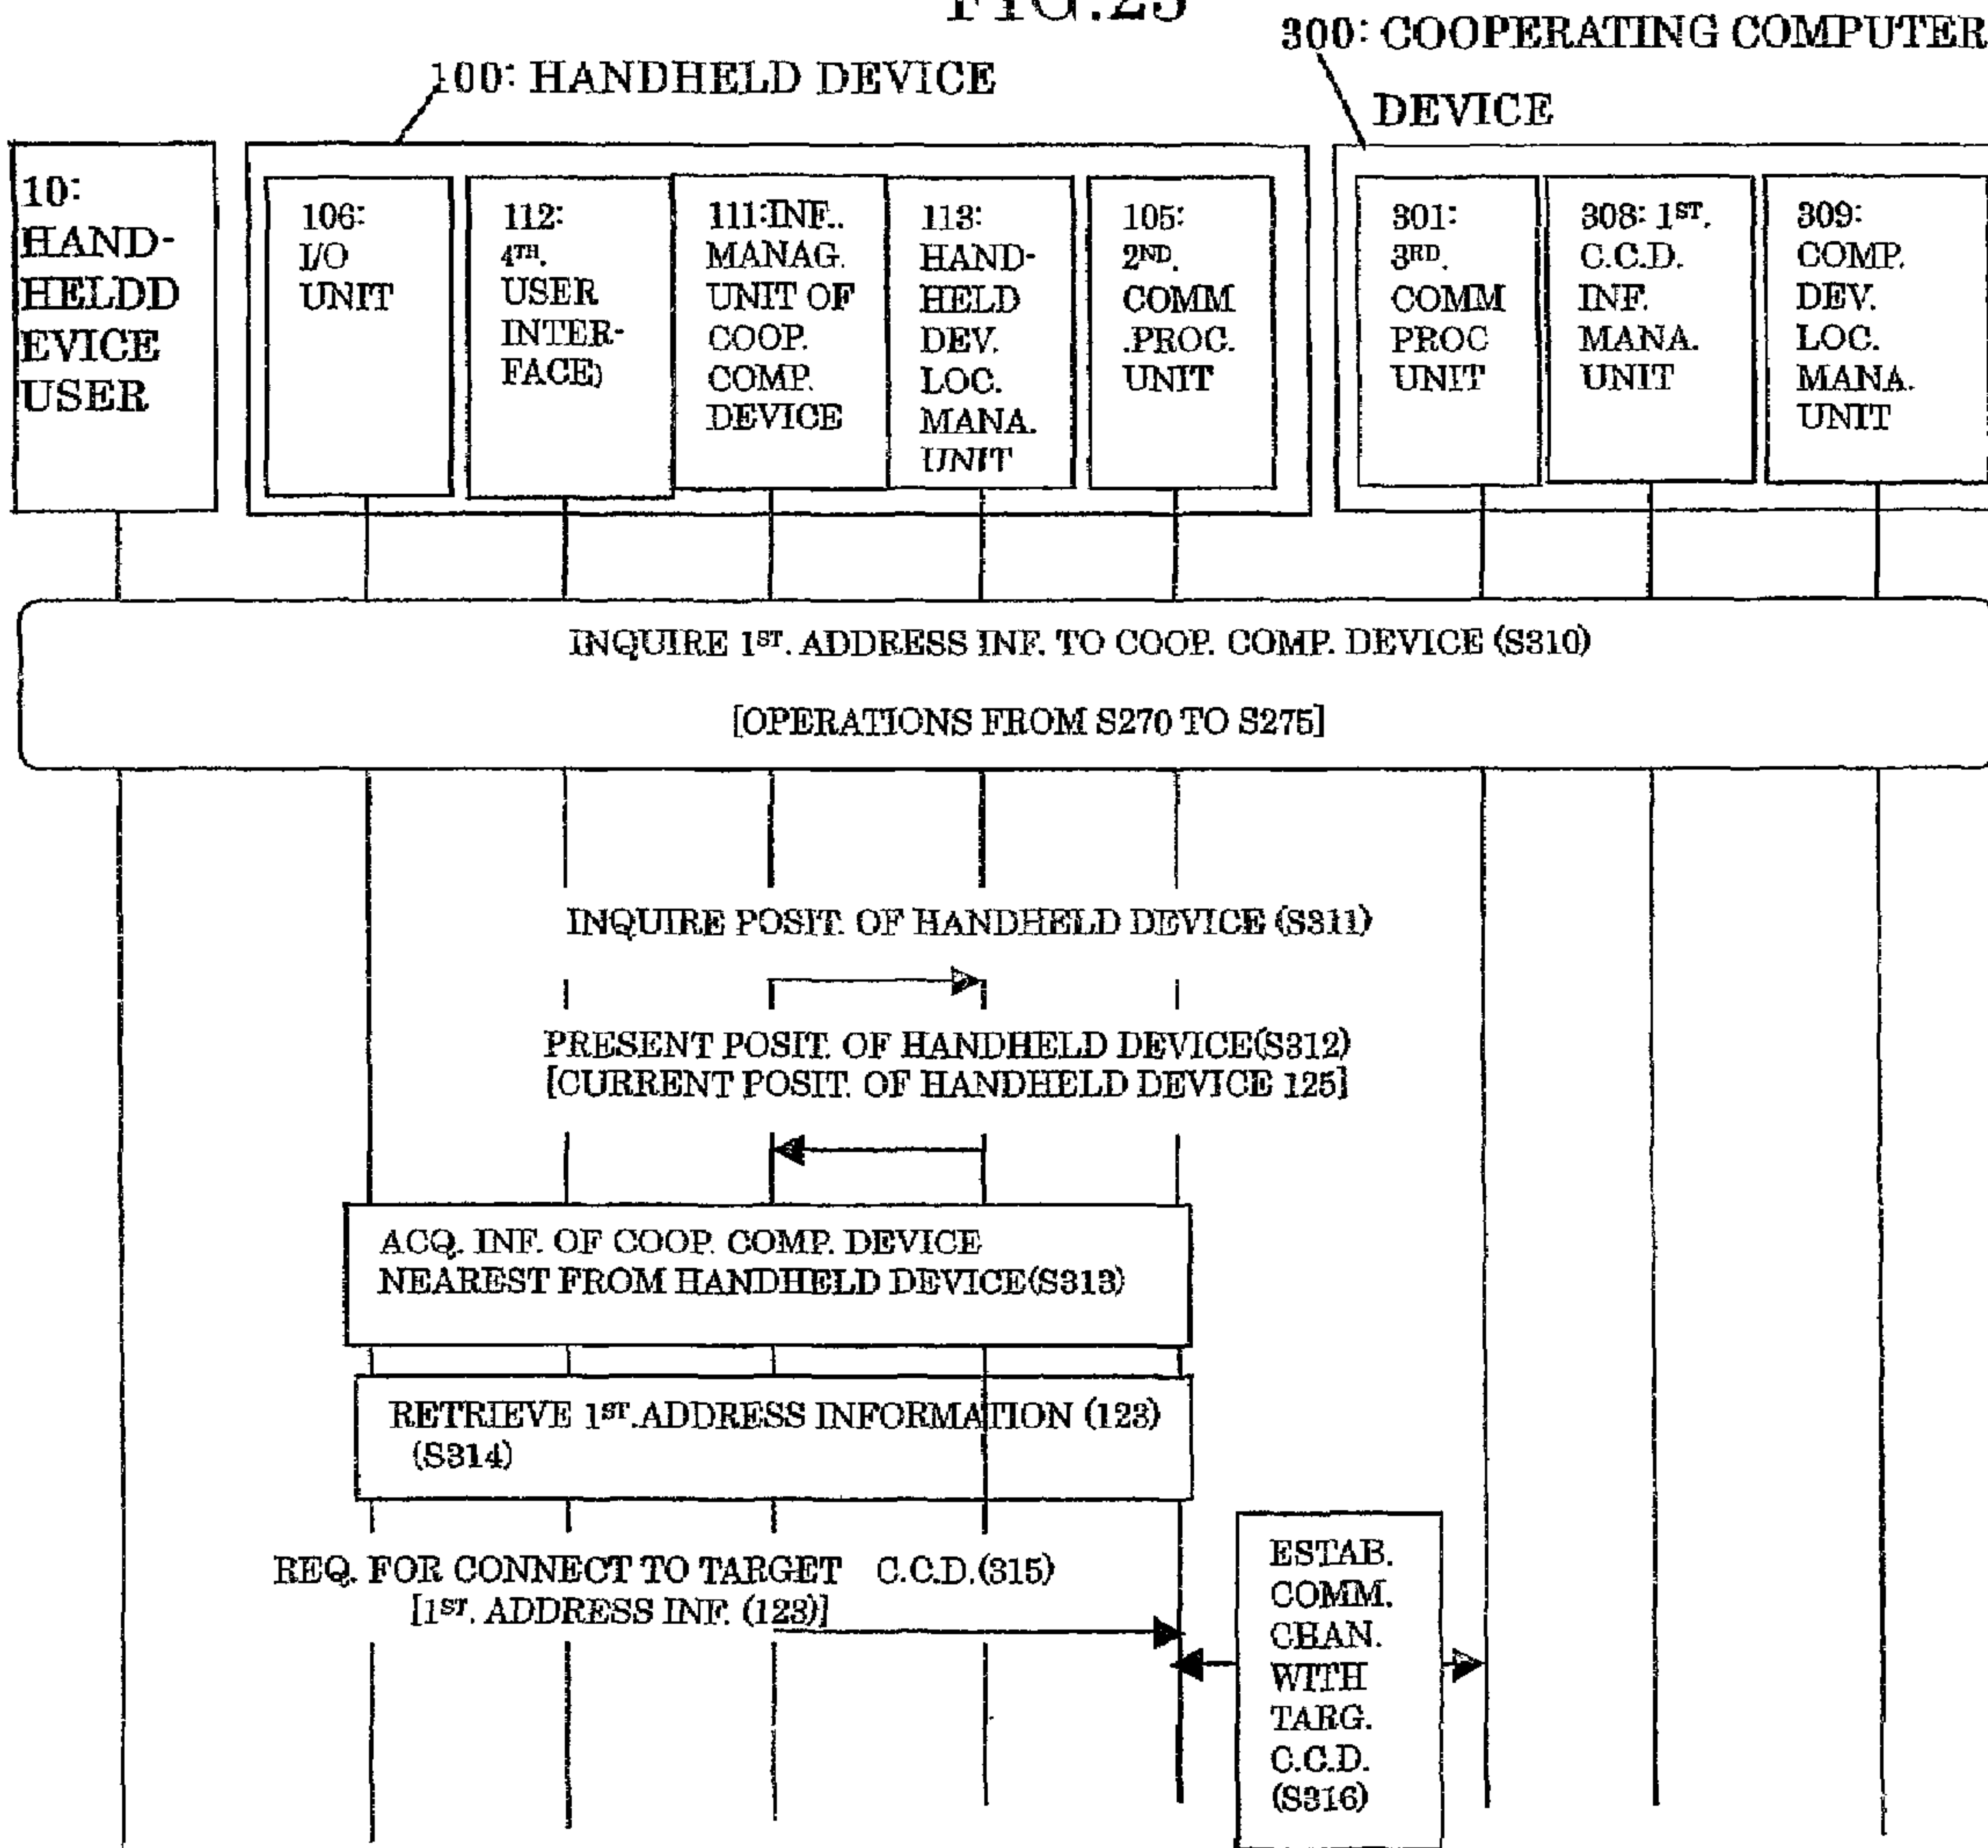 FIG.25
300: COOPERATING COMPUTER
DEVICE
100: HANDHELD DEVICE
10:
HAND-
HELDD
EVICE
USER
106:
I/O
UNIT
112:
4TH.
USER
INTER-
FACE)
111:INF..
MANAG.
UNIT OF
COOP.
COMP.
DEVICE
113:
HAND-
HELD
DEV.
LOC.
MANA.
UNIT
105:
2ND.
COMM
.PROC.
UNIT
301:
3RD.
COMM
PROC
UNIT
308: 1ST.
C.C.D.
INF.
MANA.
UNIT
309:
COMP.
DEV.
LOC.
MANA.
UNIT
INQUIRE 1ST. ADDRESS INF. TO COOP. COMP. DEVICE (S310)
[OPERATIONS FROM S270 TO S275]
INQUIRE POSIT. OF HANDHELD DEVICE (S311)
PRESENT POSIT. OF HANDHELD DEVICE(S312)
[CURRENT POSIT. OF HANDHELD DEVICE 125]
ACQ. INF. OF COOP. COMP. DEVICE
NEAREST FROM HANDHELD DEVICE(S313)
RETRIEVE 1ST.ADDRESS INFORMATION (123)
(S314)
REQ. FOR CONNECT TO TARGET C.C.D.(315)
[1ST. ADDRESS INF. (123)]
ESTAB.
COMM.
CHAN.
WITH
TARG.
C.C.D.
(S316)